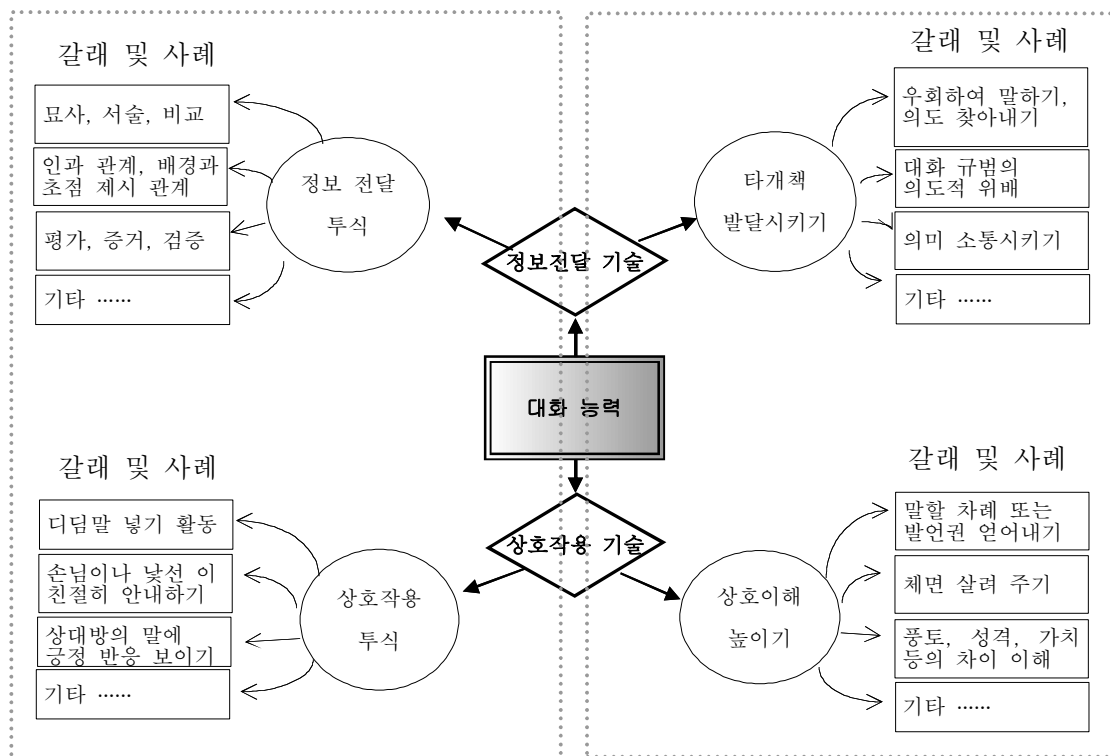 갈래 및 사례
묘사, 서술, 비교
인과 관계, 배경과
초점 제시 관계
평가, 증거, 검증
기타 ……
정보 전달
투식
갈래 및 사례
우회하여 말하기,
의도 찾아내기
대화 규범의
의도적 위배
의미 소통시키기
기타 ……
타개책
발달시키기
정보전달 기술
대화 능력
상호작용 기술
갈래 및 사례
디딤말 넣기 활동
손님이나 낯선 이
친절히 안내하기
상대방의 말에
긍정 반응 보이기
기타 ……
상호작용
투식
갈래 및 사례
말할 차례 또는
발언권 얻어내기
체면 살려 주기
풍토, 성격, 가치
등의 차이 이해
기타 ……
상호이해
높이기